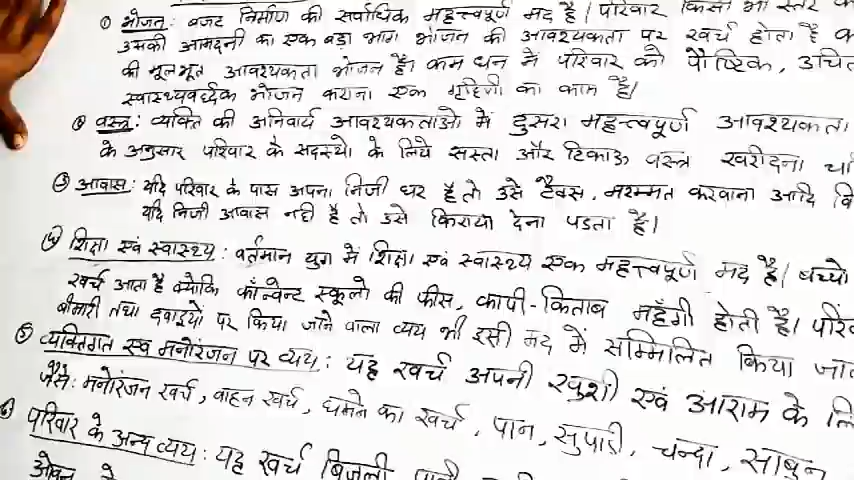 ① भोजन: बजट निर्माण की सर्वाधिक महत्वपूर्ण मद है। परिवार किसी भी स्तर
उसकी आमदनी का एक बड़ा भाग भोजन की आवश्यकता पर खर्च होता है
की मूलभूत आवश्यकता भोजन है। कम धन में परिवार को पौष्टिक, उचित
स्वास्थ्यवर्द्धक भोजन कराना एक गृहिणी का काम है।
② वस्त्र: व्यक्ति की अनिवार्य आवश्यकताओ में दुसरा महत्वपूर्ण आवश्यकता
के अनुसार परिवार के सदस्यो के लिये सस्ता और टिकाऊ वस्त्र खरीदना
③ आवास: यदि परिवार के पास अपना निजी घर है तो उसे टैक्स, मरम्मत करवाना आदि
यदि निजी आवास नही है तो उसे किराया देना पडता है।
④ शिक्षा एवं स्वास्थ्य: वर्तमान युग में शिक्षा एवं स्वास्थ्य एक महत्वपूर्ण मद है। बच्चो
खर्च आता है क्योकि कॉन्वेन्ट स्कूलो की फीस, कापी-किताब महँगी होती है।
बीमारी तथा दवाइयों पर किया जाने वाला व्यय भी इसी मद में सम्मिलित किया
⑤ व्यक्तिगत एवं मनोरंजन पर व्यय: यह खर्च अपनी खुशी एवं आराम के
जैसे: मनोरंजन खर्च, वाहन खर्च, घूमने का खर्च, पान, सुपारी, चन्दा, साबुन
परिवार के अन्य व्यय: यह खर्च बिजली